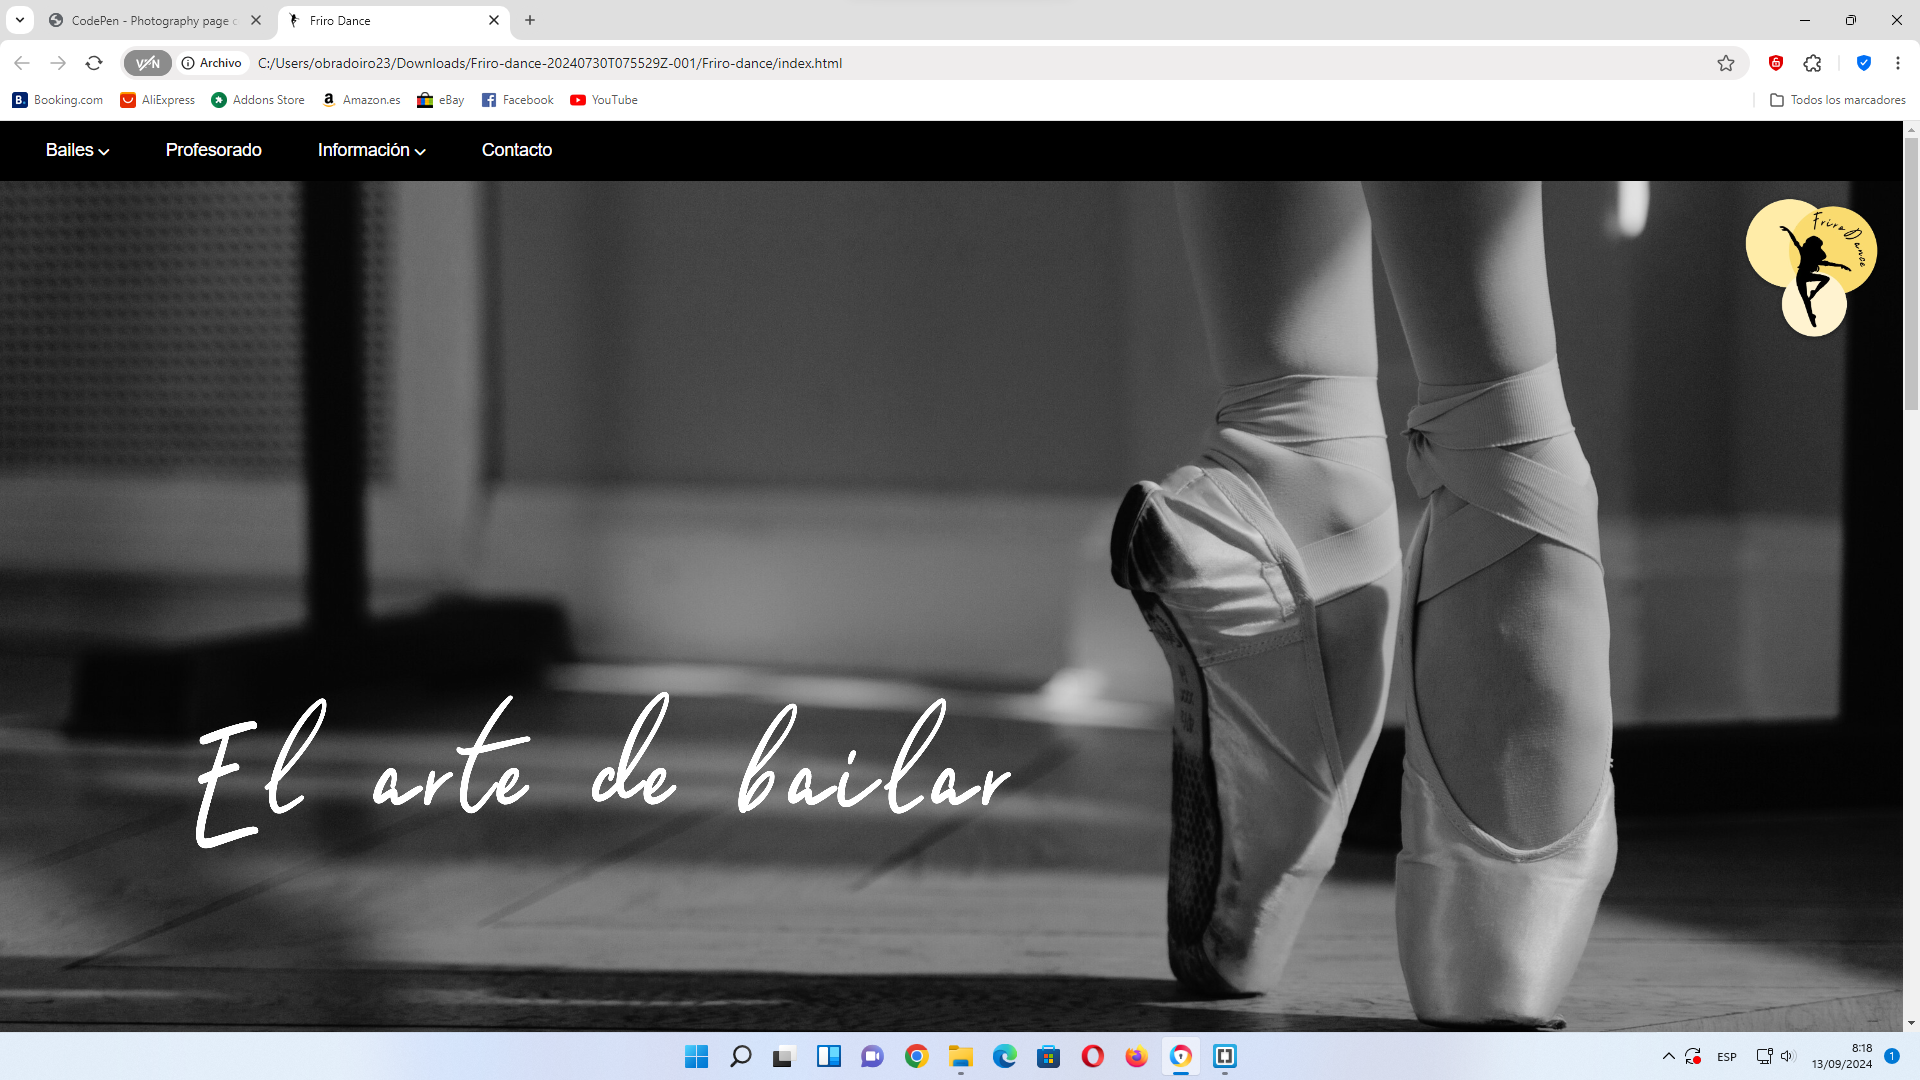 CodePen - Photography page c
Friro Dance
VPN
Archivo
C:/Users/obradoiro23/Downloads/Friro-dance-20240730T075529Z-001/Friro-dance/index.html
B. Booking.com
AliExpress
Addons Store
a Amazon.es
eBay
Facebook
YouTube
Todos los marcadores
Bailes
Profesorado
Información
Contacto
Friro Dance
El arte de bailar
ESP
8:18
13/09/2024
1